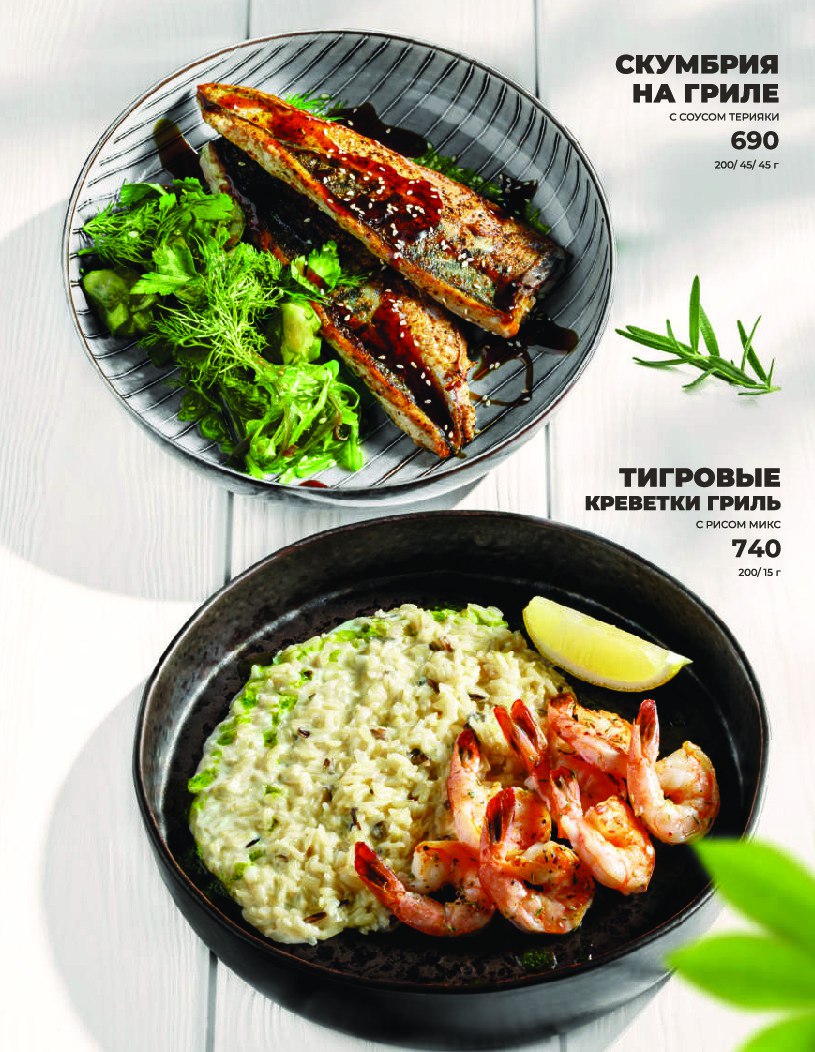 СКУМБРИЯ
НА ГРИЛЕ
С СОУСОМ ТЕРИЯКИ
690
200/ 45/ 45 г
ТИГРОВЫЕ
КРЕВЕТКИ ГРИЛЬ
С РИСОМ МИКС
740
200/ 15 г